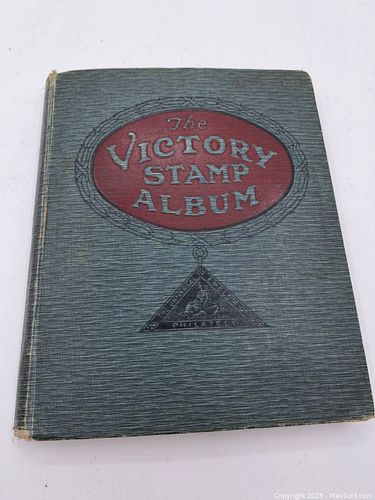 The
VICTORY
STAMP
ALBUM
PHILATELY
Copyright 2023 - MaxSold.com